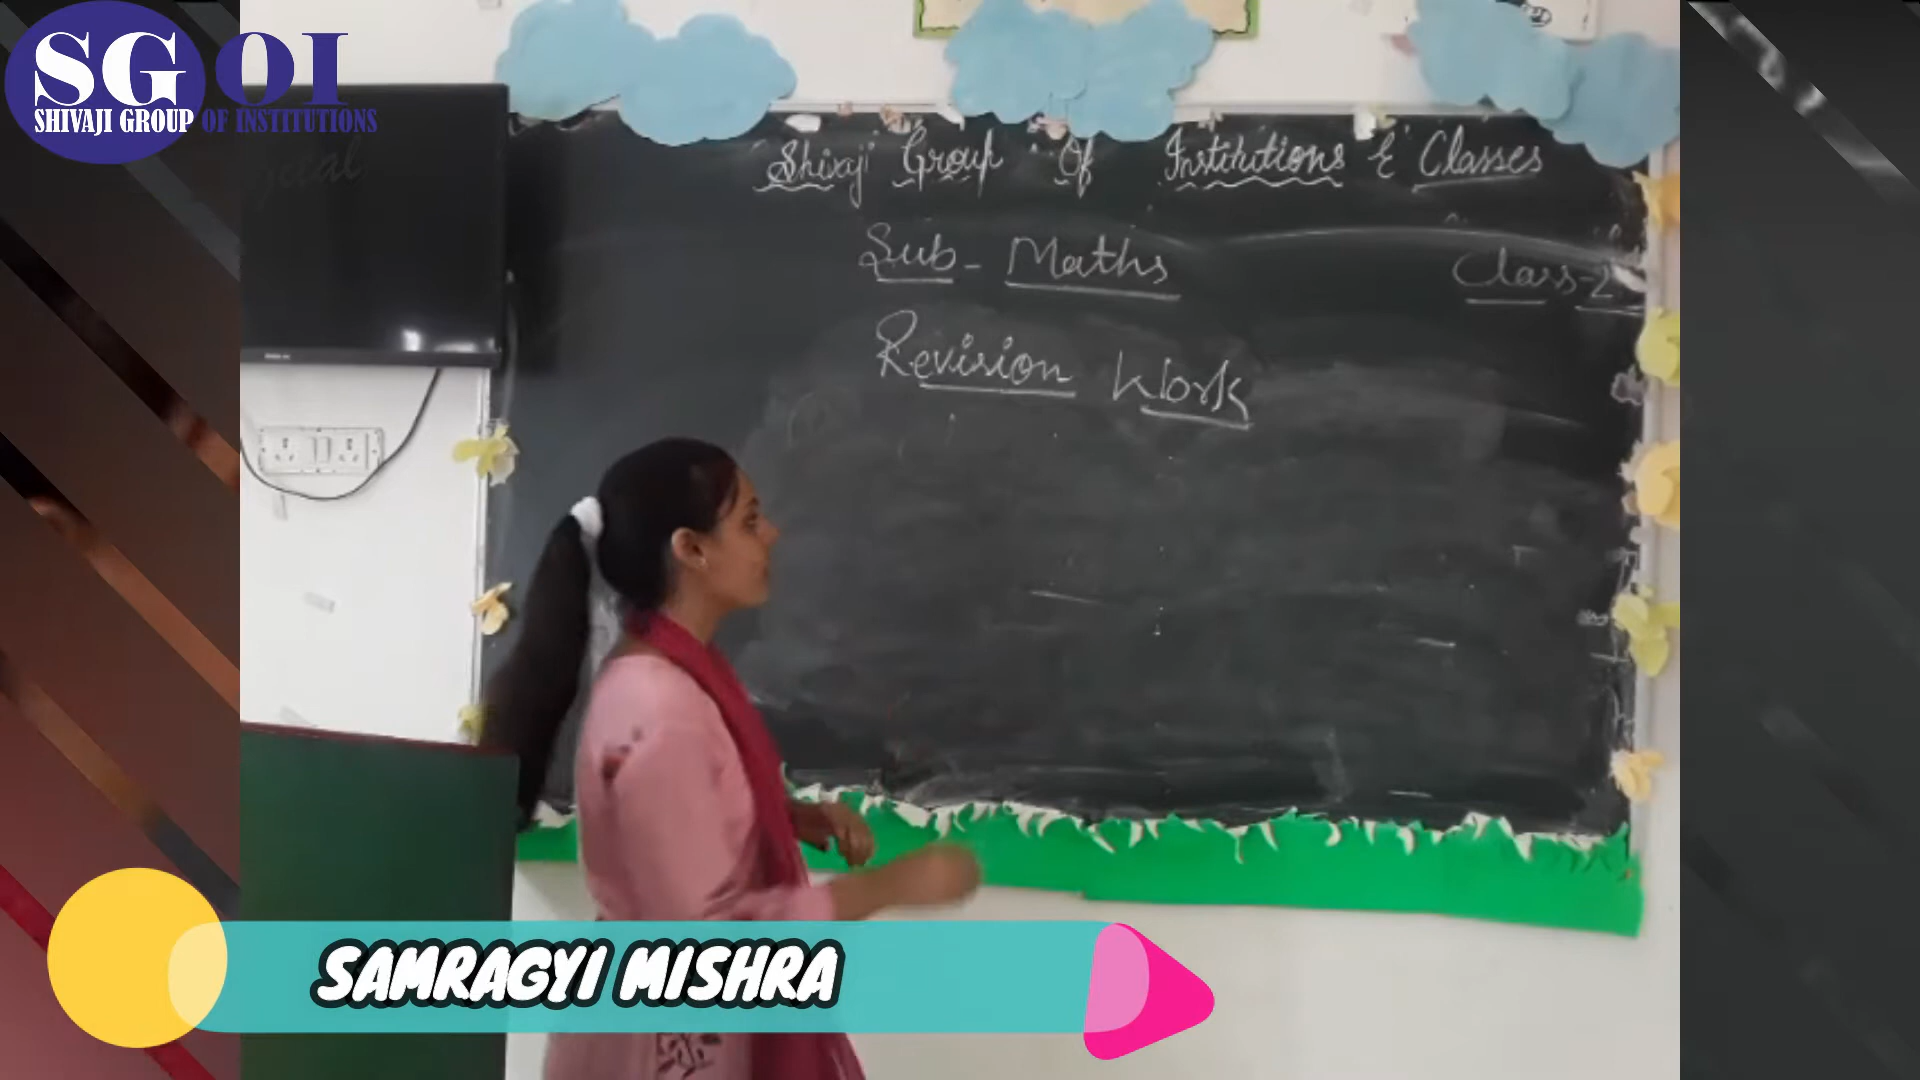 SGOI
SHIVAJI GROUP OF INSTITUTIONS
Shivaji Group Of Institutions & Classes
Sub - Maths
Class-2
Revision Work
SAMRAGYI MISHRA